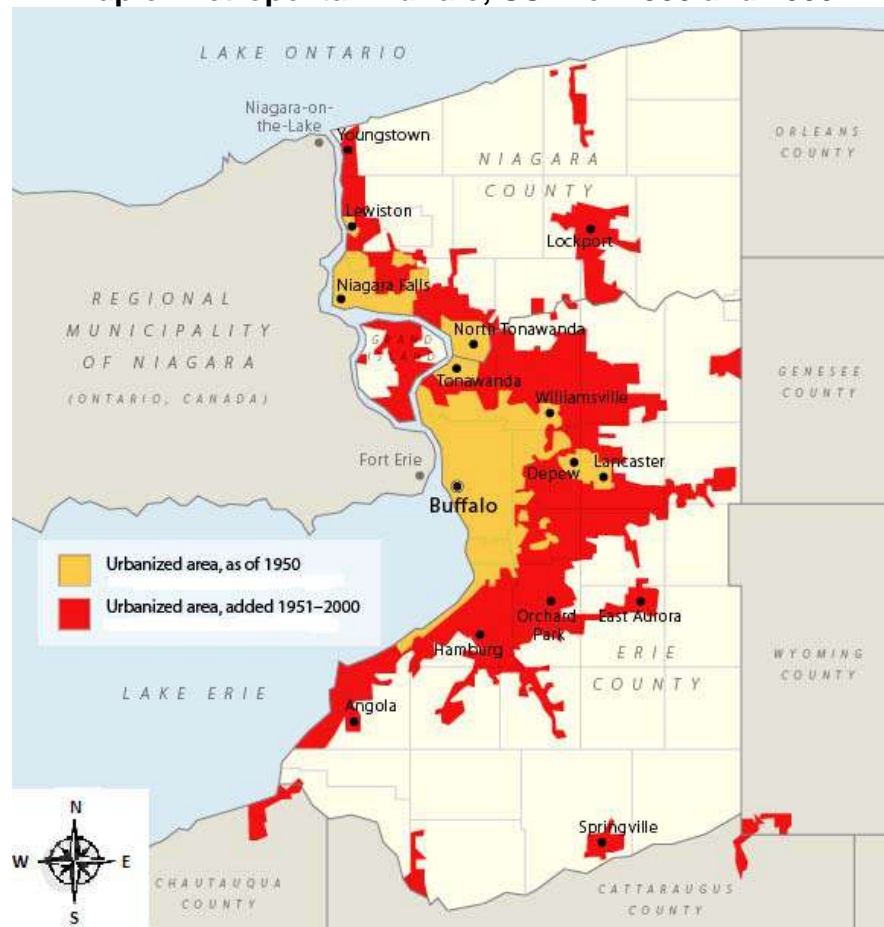 LAKE ONTARIO
Niagara-on-
the-Lake
Youngstown
ORLEANS
COUNTY
NIAGARA
COUNTY
Lewiston
Lockport
Niagara Falls
REGIONAL
MUNICIPALITY
OF NIAGARA
(ONTARIO, CANADA)
GRAND
ISLAND
North Tonawanda
Tonawanda
GENESEE
COUNTY
Williamsville
Fort Erie
Depew
Lancaster
Buffalo
Urbanized area, as of 1950
Urbanized area, added 1951–2000
Orchard
Park
East Aurora
Hamburg
ERIE
COUNTY
WYOMING
COUNTY
LAKE ERIE
Angola
N
W
E
S
Springville
CHAUTAUQUA
COUNTY
CATTARAUGUS
COUNTY